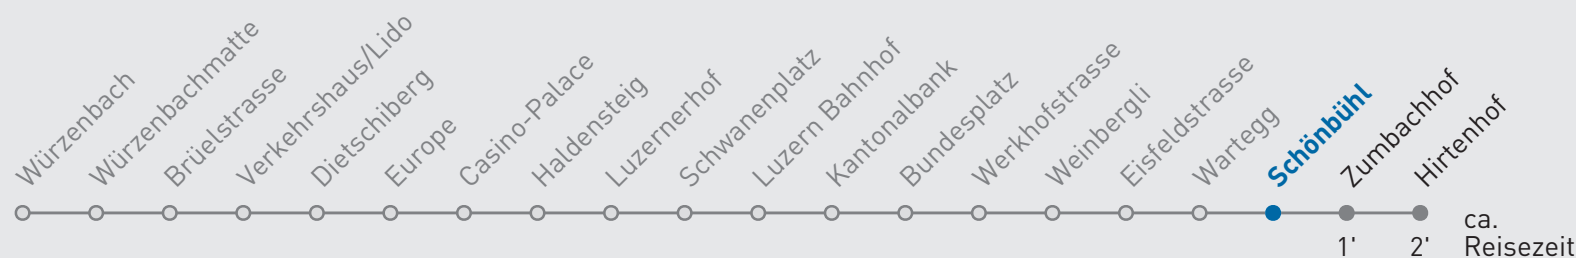 Würzenbach
Würzenbachmatte
Brüelstrasse
Verkehrshaus/Lido
Dietschiberg
Europe
Casino-Palace
Haldensteig
Luzernerhof
Schwanenplatz
Luzern Bahnhof
Kantonalbank
Bundesplatz
Werkhofstrasse
Weinbergli
Eisfeldstrasse
Wartegg
Schönbühl
Zumbachhof
Hirtenhof
ca.
1' 2' Reisezeit